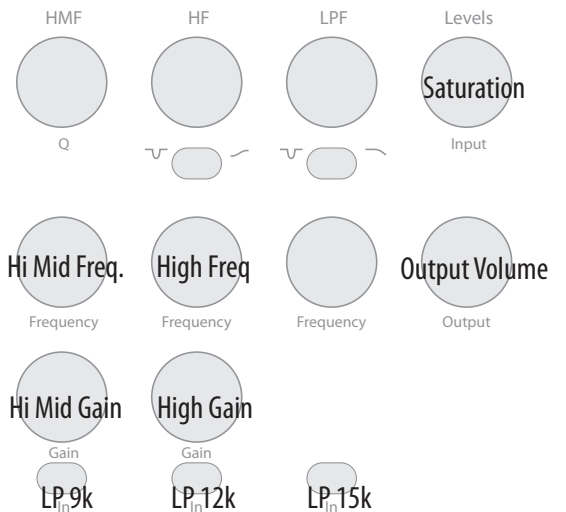 HMF HF LPF Levels
Saturation
Q Input
Hi Mid Freq. High Freq Output Volume
Frequency Frequency Frequency Output
Hi Mid Gain High Gain
Gain Gain
LP 9k LP 12k LP 15k
In In In